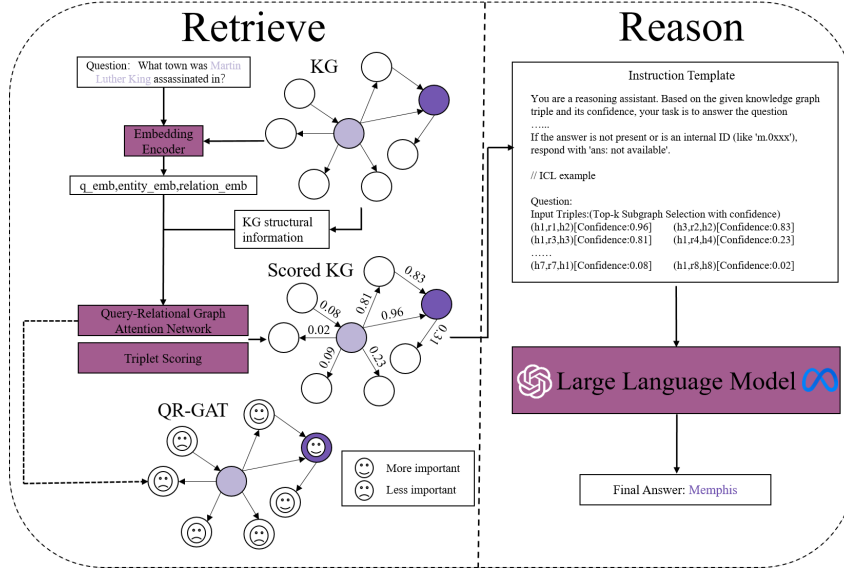 Retrieve
Question: What town was Martin
Luther King assassinated in?
KG
Embedding
Encoder
q_emb,entity_emb,relation_emb
KG structural
information
Scored KG
0.83
0.81
0.08
0.96
0.02
0.31
0.09
0.23
Query-Relational Graph
Attention Network
Triplet Scoring
QR-GAT
More important
Less important
Reason
Instruction Template
You are a reasoning assistant. Based on the given knowledge graph
triple and its confidence, your task is to answer the question
…...
If the answer is not present or is an internal ID (like 'm.0xxx'),
respond with 'ans: not available'.
// ICL example
Question:
Input Triples:(Top-k Subgraph Selection with confidence)
(h1,r1,h2)[Confidence:0.96] (h3,r2,h2)[Confidence:0.83]
(h1,r3,h3)[Confidence:0.81] (h1,r4,h4)[Confidence:0.23]
……
(h7,r7,h1)[Confidence:0.08] (h1,r8,h8)[Confidence:0.02]
Large Language Model
Final Answer: Memphis